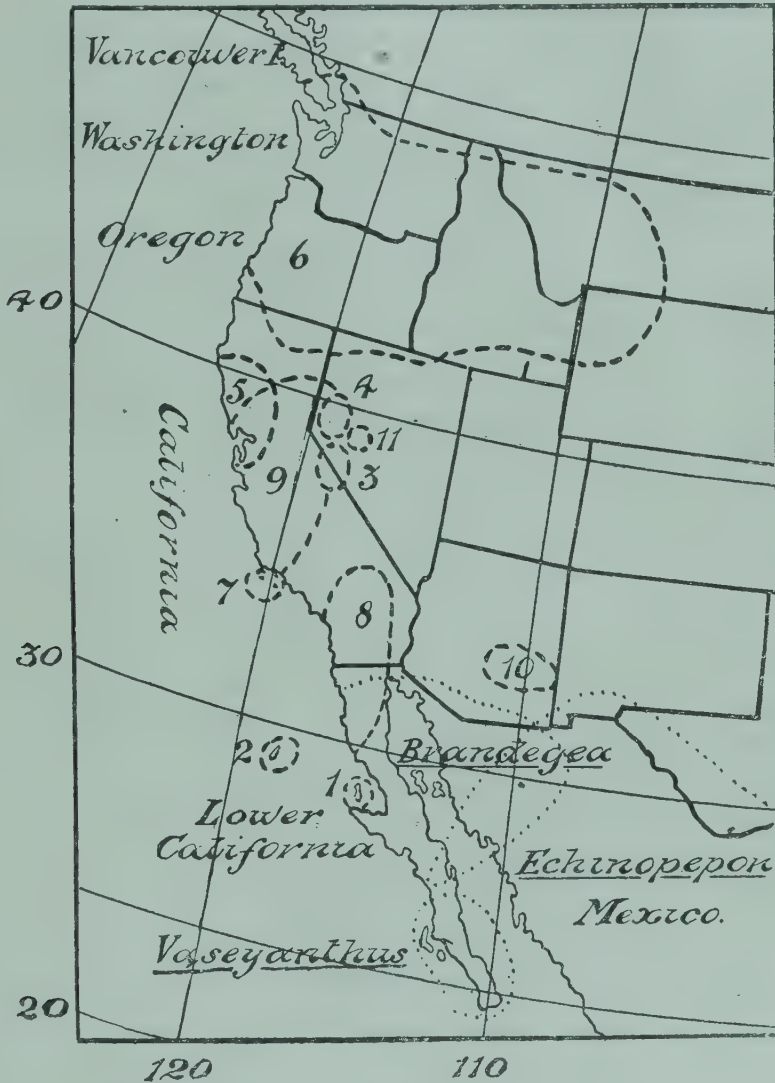 Vancouver I.
Washington
Oregon
6
40
5
4
11
9
3
California
7
8
10
30
2
1
Brandegea
Lower
California
Echinopepon
Mexico.
Vaseyanthus
20
120
110